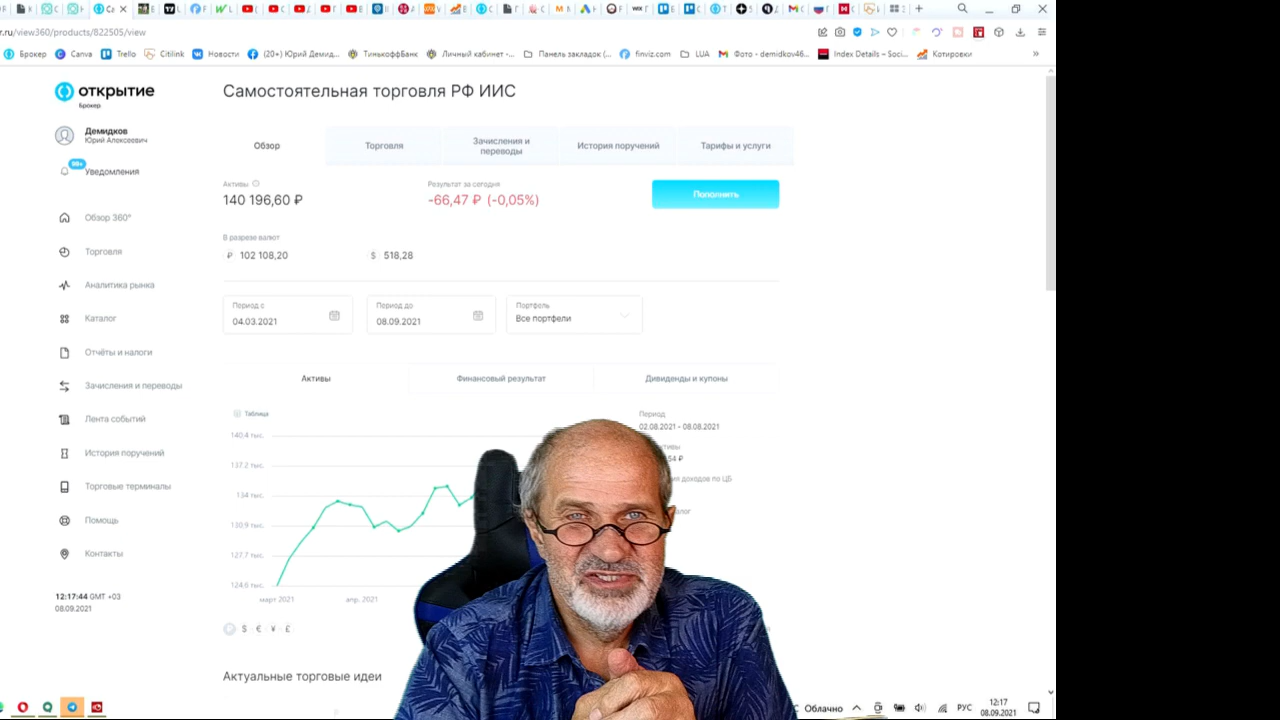 r.ru/view360/products/822505/view
Брокер
Canva
Trello
Citilink
Новости
(20+) Юрий Демид...
ТинькоффБанк
Личный кабинет -...
Панель закладок (...
finviz.com
LUA
Фото - demidkov46...
Index Details – Soci...
Котировки
»
открытие
Брокер
Самостоятельная торговля РФ ИИС
Демидков
Юрий Алексеевич
99+
Уведомления
Обзор 360°
Торговля
Аналитика рынка
Каталог
Отчёты и налоги
Зачисления и переводы
Лента событий
История поручений
Торговые терминалы
Помощь
Контакты
12:17:44 GMT +03
08.09.2021
Обзор
Торговля
Зачисления и
переводы
История поручений
Тарифы и услуги
Активы
140 196,60 ₽
Результат за сегодня
-66,47 ₽ (-0,05%)
Пополнить
В разрезе валют
₽ 102 108,20
$ 518,28
Период с
04.03.2021
Период до
08.09.2021
Портфель
Все портфели
Активы
Финансовый результат
Дивиденды и купоны
Таблица
140.4 тыс.
137.2 тыс.
134 тыс.
130.9 тыс.
127.7 тыс.
124.6 тыс.
март 2021
апр. 2021
Период
02.08.2021 - 08.08.2021
54 ₽
доходов по ЦБ
₽ $ € ¥ £
Актуальные торговые идеи
Облачно
РУС
12:17
08.09.2021